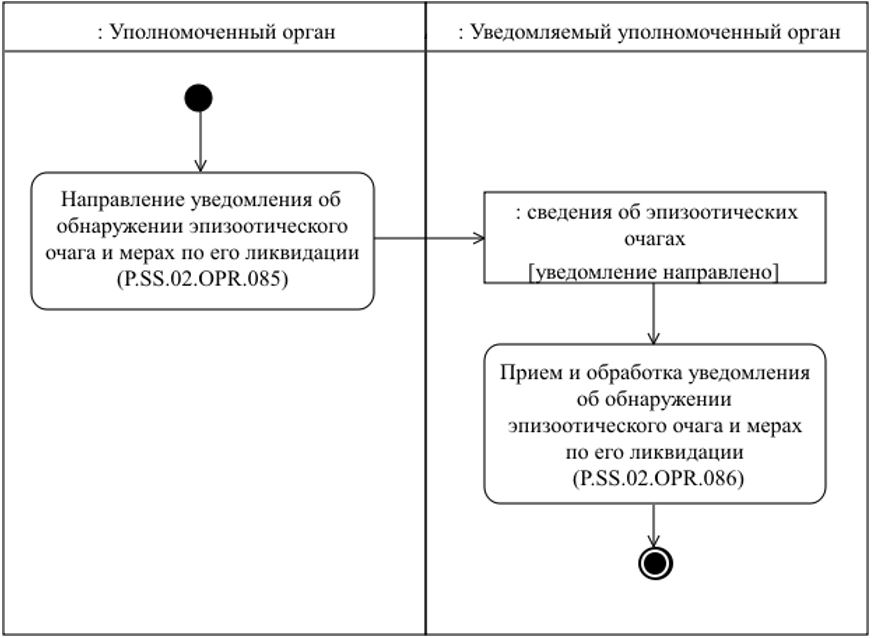 : Уполномоченный орган
: Уведомляемый уполномоченный орган
Направление уведомления об
обнаружении эпизоотического
очага и мерах по его ликвидации
(P.SS.02.OPR.085)
: сведения об эпизоотических
очагах
[уведомление направлено]
Прием и обработка уведомления
об обнаружении
эпизоотического очага и мерах
по его ликвидации
(P.SS.02.OPR.086)